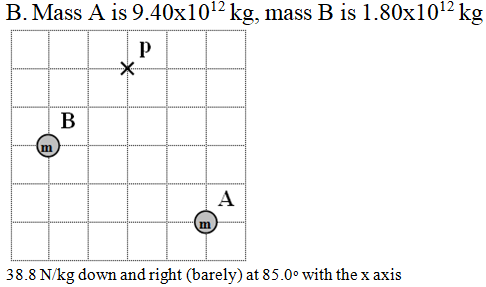 B. Mass A is 9.40x10¹² kg, mass B is 1.80x10¹² kg
p
B
m
A
m
38.8 N/kg down and right (barely) at 85.0° with the x axis